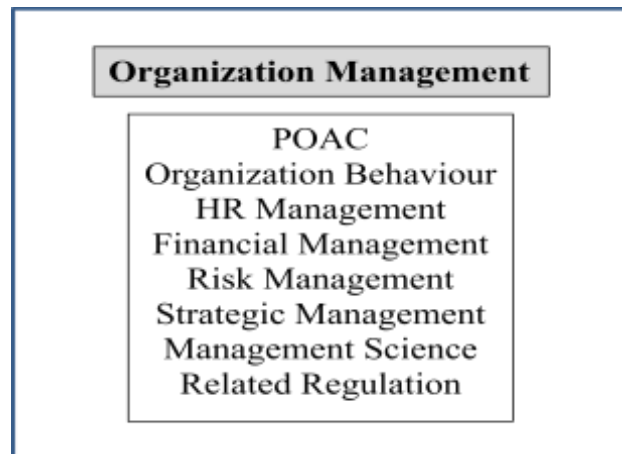 Organization Management
POAC
Organization Behaviour
HR Management
Financial Management
Risk Management
Strategic Management
Management Science
Related Regulation